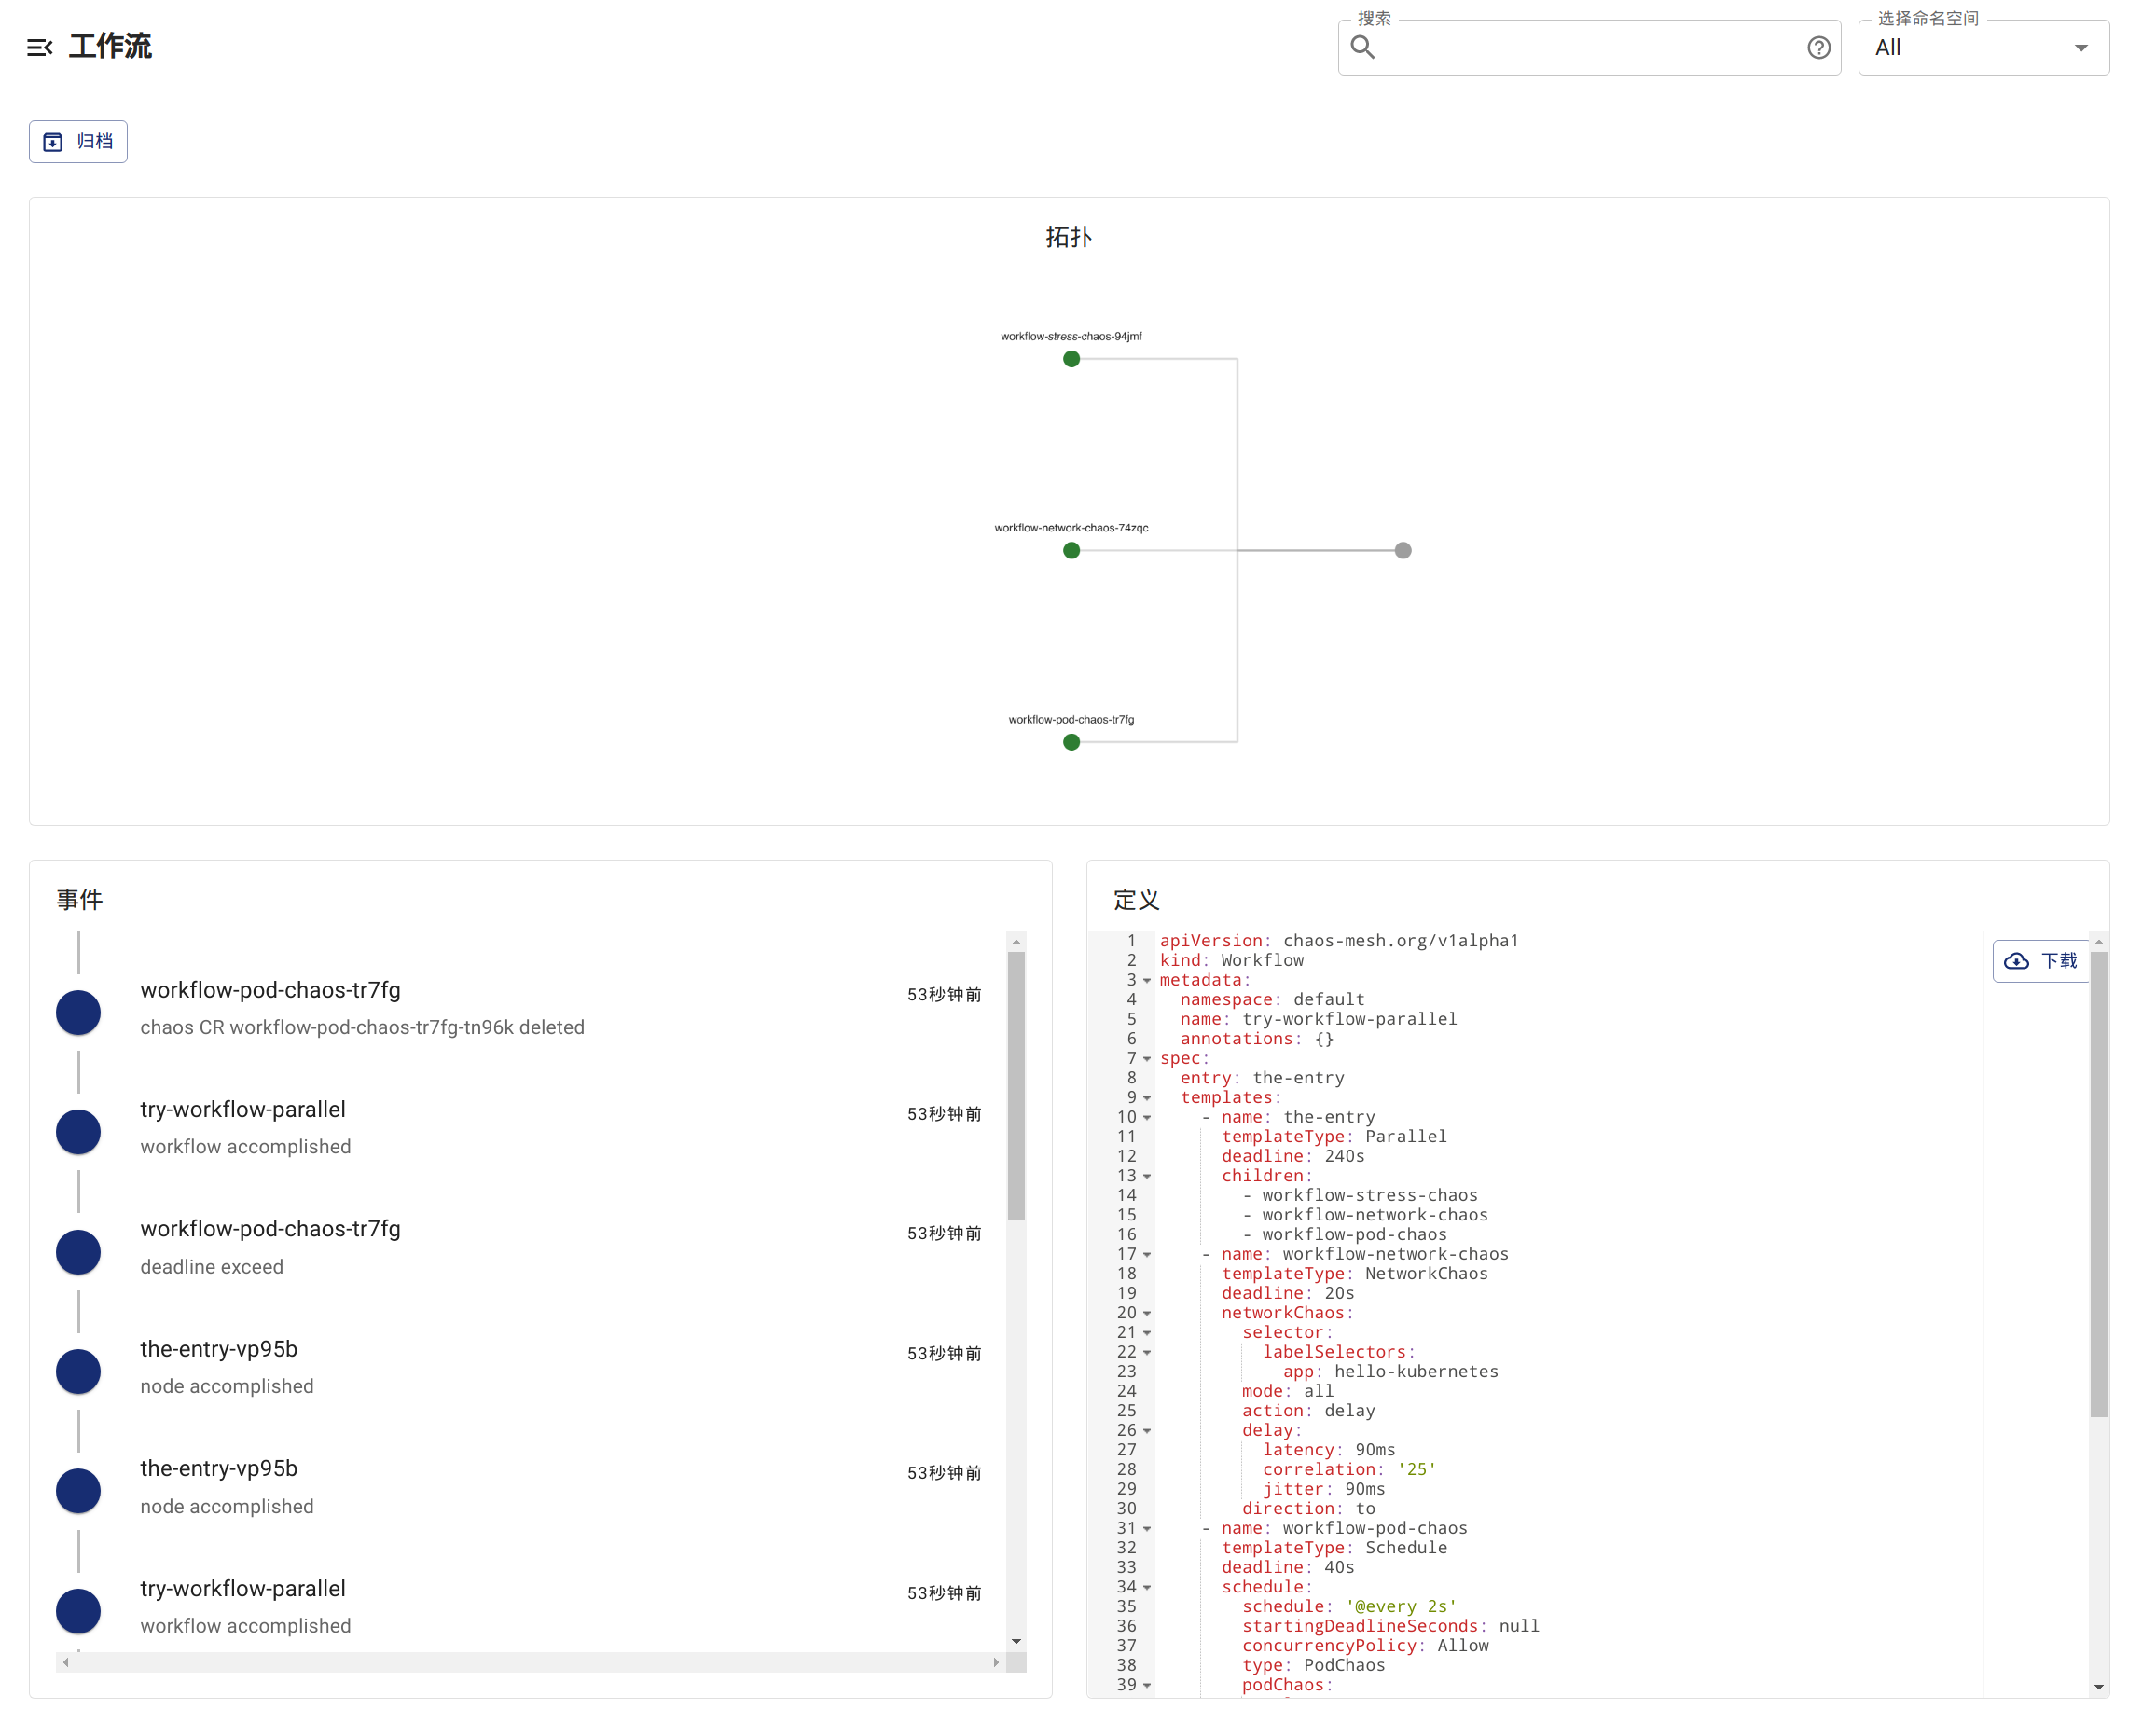 工作流
搜索
选择命名空间
All
归档
拓扑
workflow-stress-chaos-94jmf
workflow-network-chaos-74zqc
workflow-pod-chaos-tr7fg
事件
workflow-pod-chaos-tr7fg
53秒钟前
chaos CR workflow-pod-chaos-tr7fg-tn96k deleted
try-workflow-parallel
53秒钟前
workflow accomplished
workflow-pod-chaos-tr7fg
53秒钟前
deadline exceed
the-entry-vp95b
53秒钟前
node accomplished
the-entry-vp95b
53秒钟前
node accomplished
try-workflow-parallel
53秒钟前
workflow accomplished
定义
下载
1 apiVersion: chaos-mesh.org/v1alpha1
2 kind: Workflow
3 metadata:
4 namespace: default
5 name: try-workflow-parallel
6 annotations: {}
7 spec:
8 entry: the-entry
9 templates:
10 - name: the-entry
11 templateType: Parallel
12 deadline: 240s
13 children:
14 - workflow-stress-chaos
15 - workflow-network-chaos
16 - workflow-pod-chaos
17 - name: workflow-network-chaos
18 templateType: NetworkChaos
19 deadline: 20s
20 networkChaos:
21 selector:
22 labelSelectors:
23 app: hello-kubernetes
24 mode: all
25 action: delay
26 delay:
27 latency: 90ms
28 correlation: '25'
29 jitter: 90ms
30 direction: to
31 - name: workflow-pod-chaos
32 templateType: Schedule
33 deadline: 40s
34 schedule:
35 schedule: '@every 2s'
36 startingDeadlineSeconds: null
37 concurrencyPolicy: Allow
38 type: PodChaos
39 podChaos: